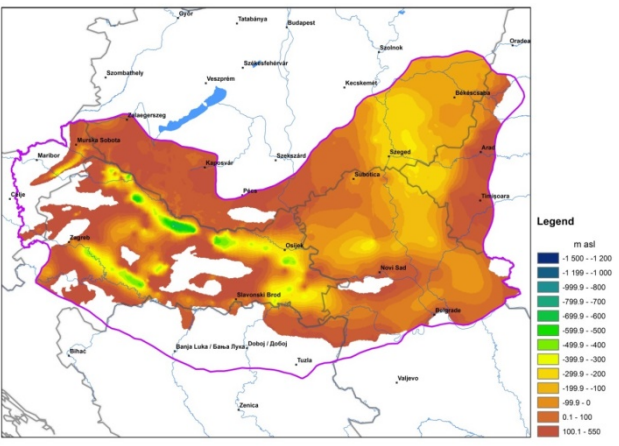 Győr
Tatabánya
Budapest
Oradea
Szombathely
Székesfehérvár
Szolnok
Veszprém
Kecskemét
Békéscsaba
Zalaegerszeg
Murska Sobota
Maribor
Kaposvár
Szekszárd
Szeged
Arad
Celje
Pécs
Subotica
Timișoara
Zagreb
Osijek
Novi Sad
Slavonski Brod
Belgrade
Bihac
Banja Luka / Бања Лука
Doboj / Добој
Tuzla
Valjevo
Zenica
Legend
m asl
-1 500 - -1 200
-1 199 - -1 000
-999.9 - -800
-799.9 - -700
-699.9 - -600
-599.9 - -500
-499.9 - -400
-399.9 - -300
-299.9 - -200
-199.9 - -100
-99.9 - 0
0.1 - 100
100.1 - 550